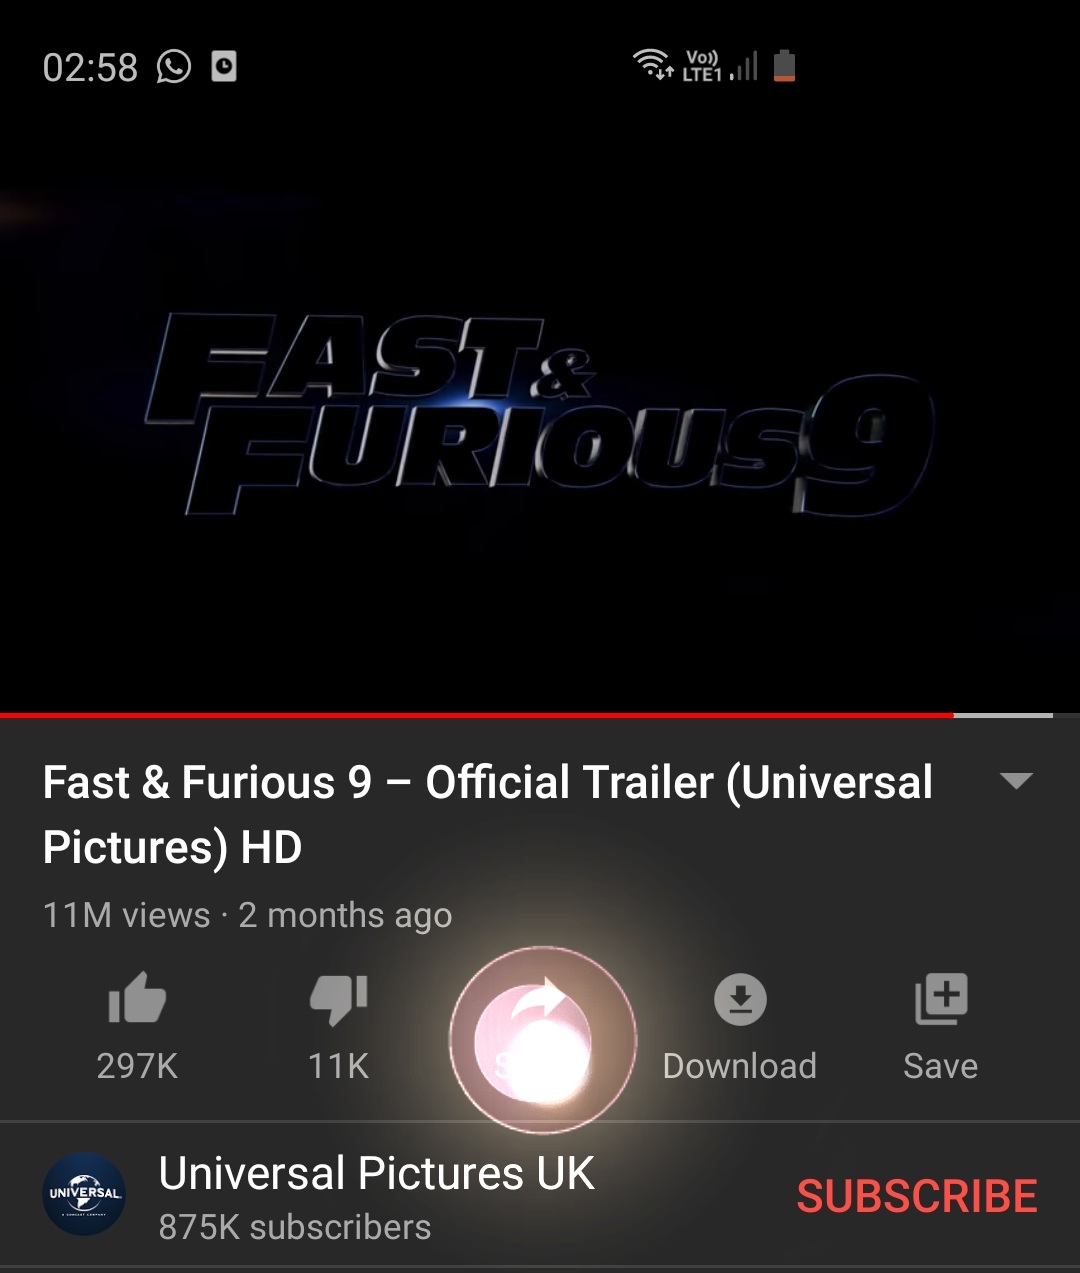 02:58
Vo))
LTE1
FAST &
FURIOUS 9
Fast & Furious 9 – Official Trailer (Universal
Pictures) HD
11M views · 2 months ago
297K
11K
Download
Save
UNIVERSAL
Universal Pictures UK
SUBSCRIBE
875K subscribers